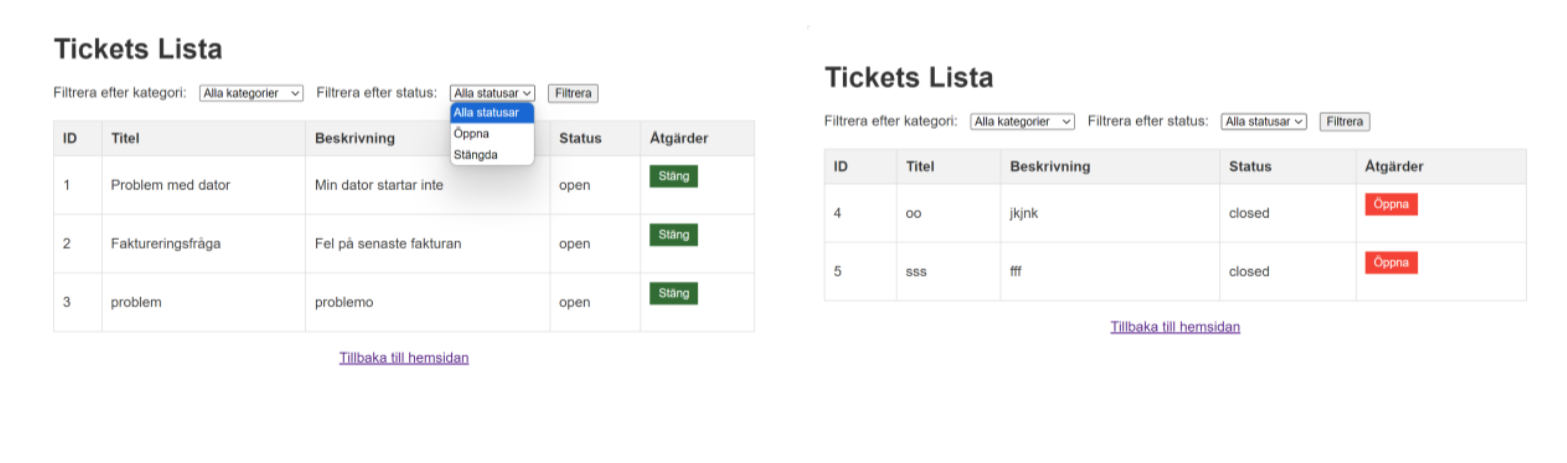 Tickets Lista
Filtrera efter kategori: Alla kategorier Filtrera efter status: Alla statusar Filtrera
Alla statusar
Öppna
Stängda
ID Titel Beskrivning Status Åtgärder
1 Problem med dator Min dator startar inte open Stäng
2 Faktureringsfråga Fel på senaste fakturan open Stäng
3 problem problemo open Stäng
Tillbaka till hemsidan
Tickets Lista
Filtrera efter kategori: Alla kategorier Filtrera efter status: Alla statusar Filtrera
ID Titel Beskrivning Status Åtgärder
4 oo jkjnk closed Öppna
5 sss fff closed Öppna
Tillbaka till hemsidan